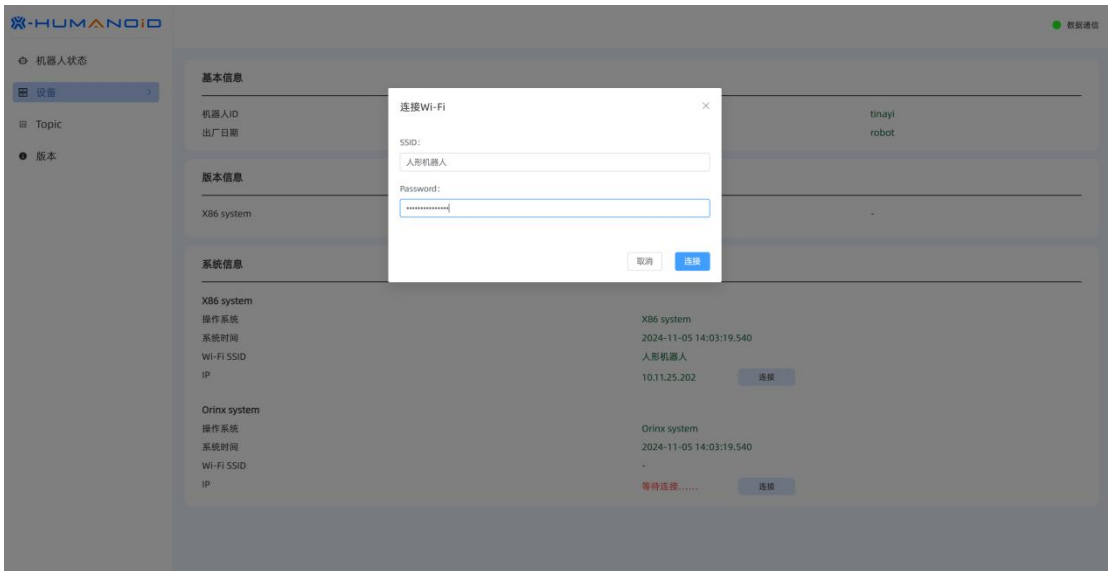 X-HUMANOID
数据通信
机器人状态
设备
Topic
版本
基本信息
机器人ID
tinayi
出厂日期
robot
版本信息
X86 system
-
连接Wi-Fi
SSID:
人形机器人
Password:
取消
连接
系统信息
X86 system
操作系统
X86 system
系统时间
2024-11-05 14:03:19.540
Wi-Fi SSID
人形机器人
IP
10.11.25.202
连接
Orinx system
操作系统
Orinx system
系统时间
2024-11-05 14:03:19.540
Wi-Fi SSID
-
IP
等待连接......
连接